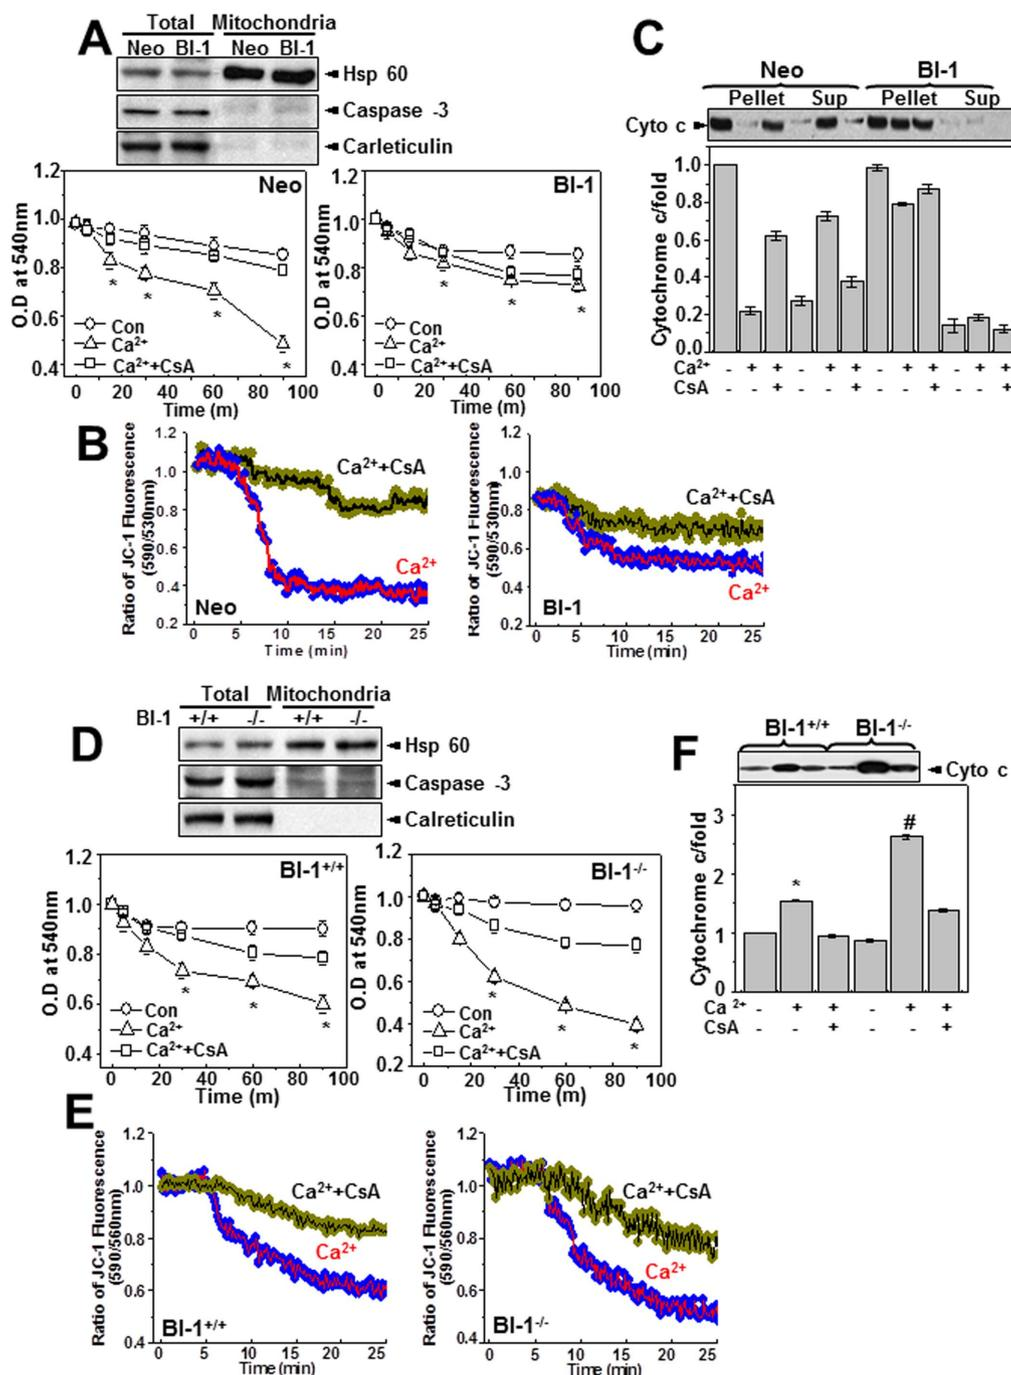 A
Total Mitochondria
Neo BI-1 Neo BI-1
Hsp 60
Caspase -3
Carleticulin
Neo
O.D at 540nm
1.2
1.0
0.8
0.6
0.4
Con
Ca²⁺
Ca²⁺+CsA
0 20 40 60 80 100
Time (m)
BI-1
1.2
1.0
0.8
0.6
0.4
* * * *
* * *
Con
Ca²⁺
Ca²⁺+CsA
0 20 40 60 80 100
Time (m)
C
Neo BI-1
Pellet Sup Pellet Sup
Cyto c
Cytochrome c/fold
1.0
0.8
0.6
0.4
0.2
0.0
Ca²⁺ - + + - + + - + + - + +
CsA - - + - - + - - + - - +
B
Ratio of JC-1 Fluorescence
(590/530nm)
1.2
1.0
0.8
0.6
0.4
0.2
Ca²⁺+CsA
Ca²⁺
Neo
0 5 10 15 20 25
Time (min)
Ratio of JC-1 Fluorescence
(590/530nm)
1.2
1.0
0.8
0.6
0.4
0.2
Ca²⁺+CsA
Ca²⁺
BI-1
0 5 10 15 20 25
Time (min)
D
Total Mitochondria
BI-1 +/+ -/- +/+ -/-
Hsp 60
Caspase -3
Calreticulin
BI-1⁺/⁺
O.D at 540nm
1.2
1.0
0.8
0.6
0.4
* * *
Con
Ca²⁺
Ca²⁺+CsA
0 20 40 60 80 100
Time (m)
BI-1⁻/⁻
O.D at 540nm
1.2
1.0
0.8
0.6
0.4
0.2
* * *
Con
Ca²⁺
Ca²⁺+CsA
0 20 40 60 80 100
Time (m)
F
BI-1⁺/⁺ BI-1⁻/⁻
Cyto c
Cytochrome c/fold
3
2
1
0
* #
Ca ²⁺ - + + - + +
CsA - - + - - +
E
Ratio of JC-1 Fluorescence
(590/560nm)
1.2
1.0
0.8
0.6
0.4
Ca²⁺+CsA
Ca²⁺
BI-1⁺/⁺
0 5 10 15 20 25
Time (min)
Ratio of JC-1 Fluorescence
(590/560nm)
1.2
1.0
0.8
0.6
0.4
Ca²⁺+CsA
Ca²⁺
BI-1⁻/⁻
0 5 10 15 20 25
Time (min)